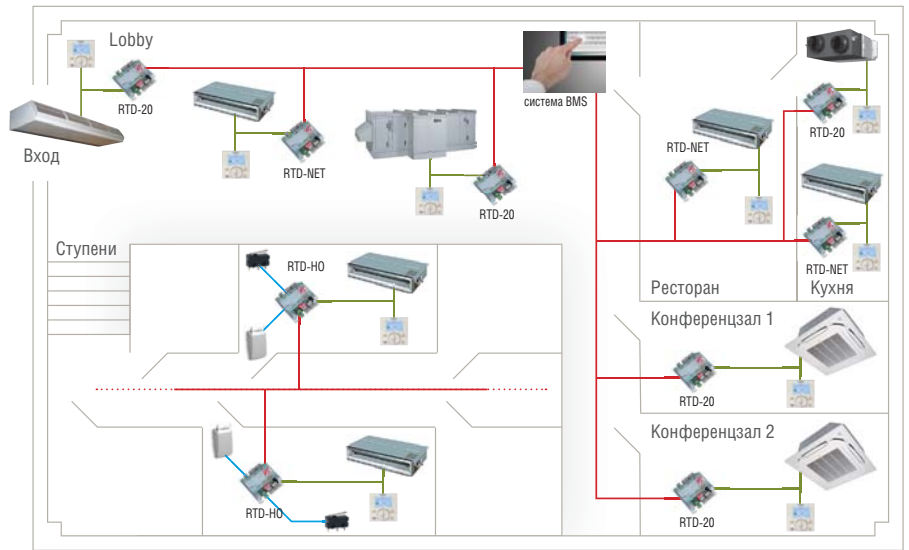 Lobby
RTD-20
Вход
RTD-NET
RTD-20
система BMS
RTD-20
RTD-NET
RTD-NET
Ресторан
Кухня
Ступени
RTD-HO
Конференцзал 1
RTD-20
Конференцзал 2
RTD-20
RTD-HO